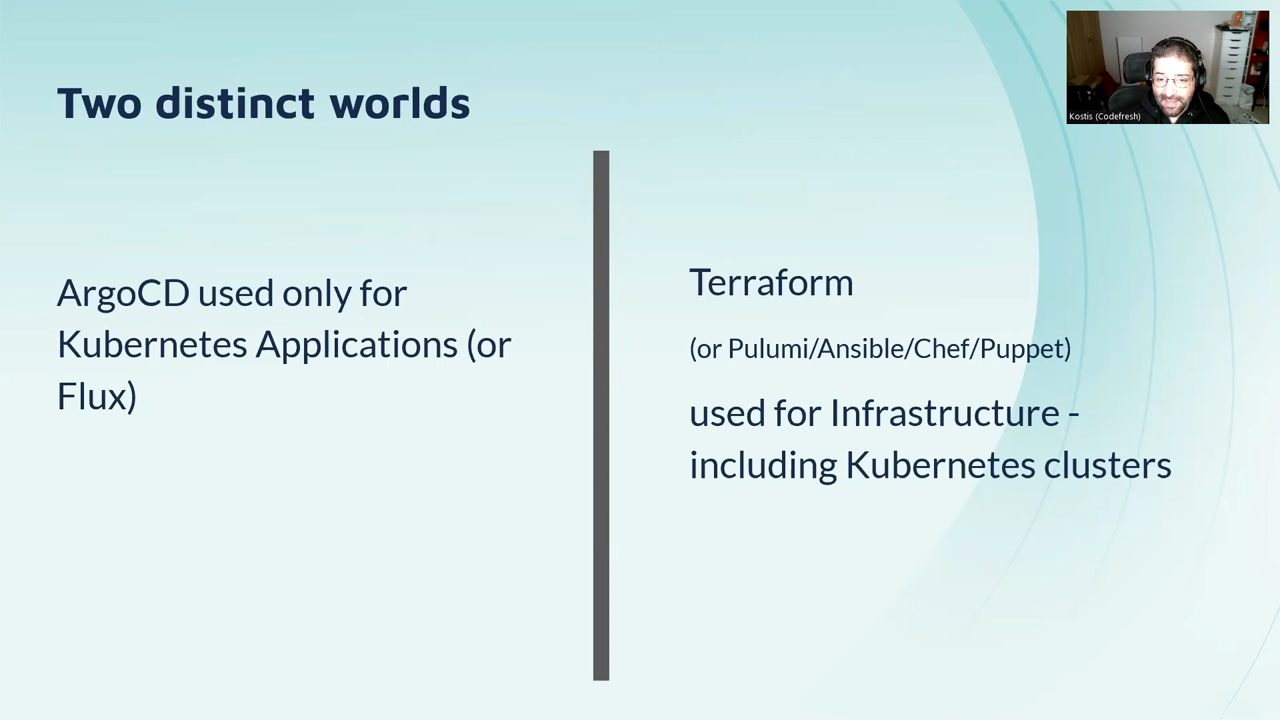 Two distinct worlds
ArgoCD used only for
Kubernetes Applications (or
Flux)
Terraform
(or Pulumi/Ansible/Chef/Puppet)
used for Infrastructure -
including Kubernetes clusters
Kostis (Codefresh)